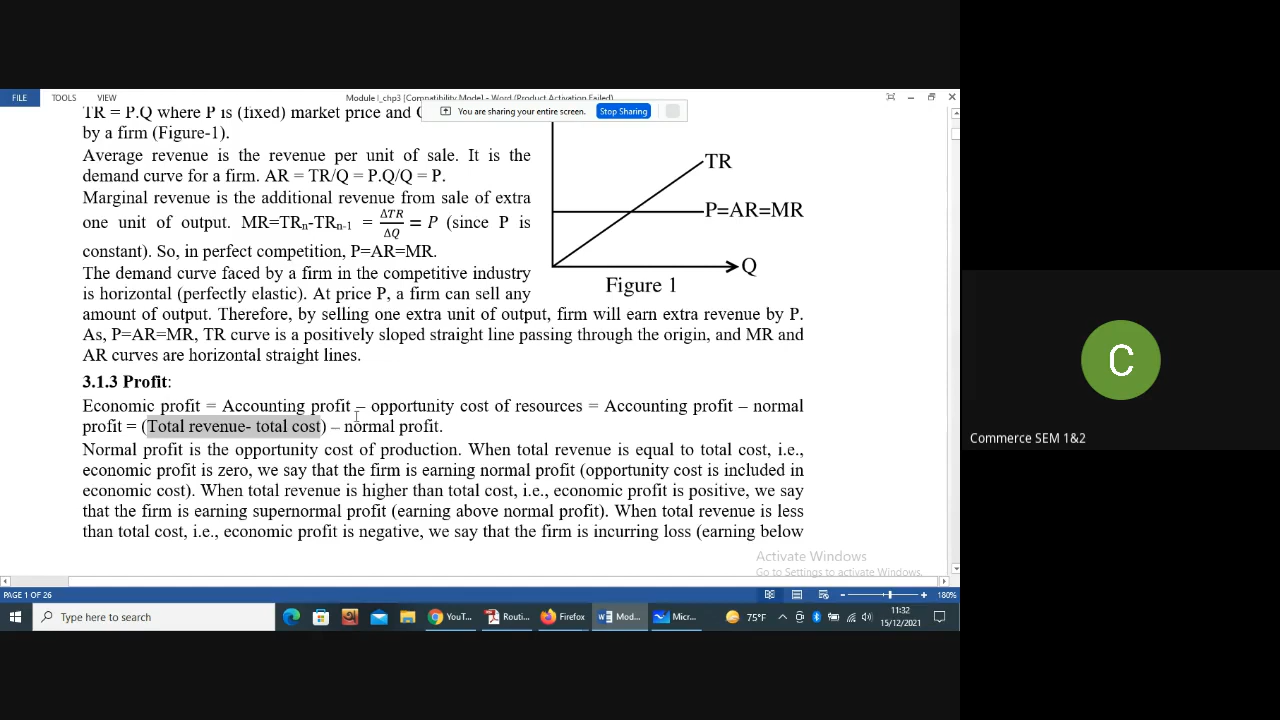 FILE TOOLS VIEW Module I_chp3 [Compatibility Mode] - Word (Product Activation Failed)
You are sharing your entire screen. Stop Sharing
TR = P.Q where P is (fixed) market price and
by a firm (Figure-1).
Average revenue is the revenue per unit of sale. It is the
demand curve for a firm. AR = TR/Q = P.Q/Q = P.
Marginal revenue is the additional revenue from sale of extra
one unit of output. MR=TRn-TRn-1 = ΔTR/ΔQ = P (since P is
constant). So, in perfect competition, P=AR=MR.
The demand curve faced by a firm in the competitive industry
is horizontal (perfectly elastic). At price P, a firm can sell any
TR
P=AR=MR
Q
Figure 1
amount of output. Therefore, by selling one extra unit of output, firm will earn extra revenue by P.
As, P=AR=MR, TR curve is a positively sloped straight line passing through the origin, and MR and
AR curves are horizontal straight lines.
3.1.3 Profit:
Economic profit = Accounting profit – opportunity cost of resources = Accounting profit – normal
profit = (Total revenue- total cost) – normal profit.
Normal profit is the opportunity cost of production. When total revenue is equal to total cost, i.e.,
economic profit is zero, we say that the firm is earning normal profit (opportunity cost is included in
economic cost). When total revenue is higher than total cost, i.e., economic profit is positive, we say
that the firm is earning supernormal profit (earning above normal profit). When total revenue is less
than total cost, i.e., economic profit is negative, we say that the firm is incurring loss (earning below
Activate Windows
Go to Settings to activate Windows.
PAGE 1 OF 26 180%
Type here to search YouT... Routi... Firefox Mod... Micr... 75°F 11:32
15/12/2021
C
Commerce SEM 1&2